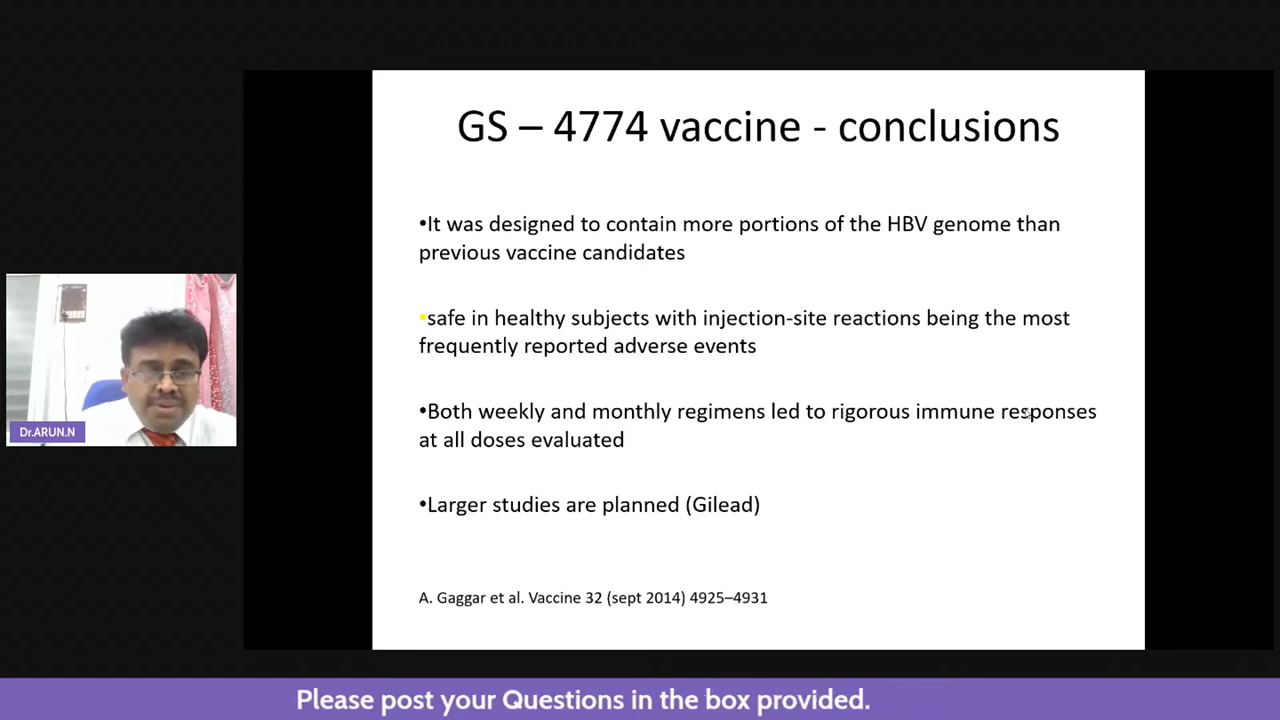 GS – 4774 vaccine - conclusions
•It was designed to contain more portions of the HBV genome than
previous vaccine candidates
•safe in healthy subjects with injection-site reactions being the most
frequently reported adverse events
•Both weekly and monthly regimens led to rigorous immune responses
at all doses evaluated
•Larger studies are planned (Gilead)
A. Gaggar et al. Vaccine 32 (sept 2014) 4925–4931
Dr.ARUN.N
Please post your Questions in the box provided.